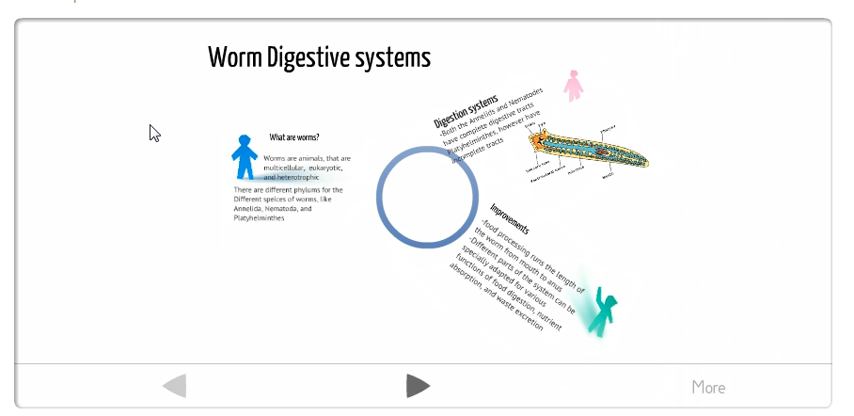 Worm Digestive systems
What are worms?
Worms are animals, that are
multicellular, eukaryotic,
and heterotrophic
There are different phylums for the
Different speices of worms, like
Annelida, Nematoda, and
Platyhelminthes
Digestion systems
-Both the Annelids and Nematodes
have complete digestive tracts
Platyhelminthes, however have
incomplete tracts
Improvements
-food processing runs the length of
the worm from mouth to anus
-Different parts of the system can be
specially adapted for various
functions of food digestion, nutrient
absorption, and waste excretion
More